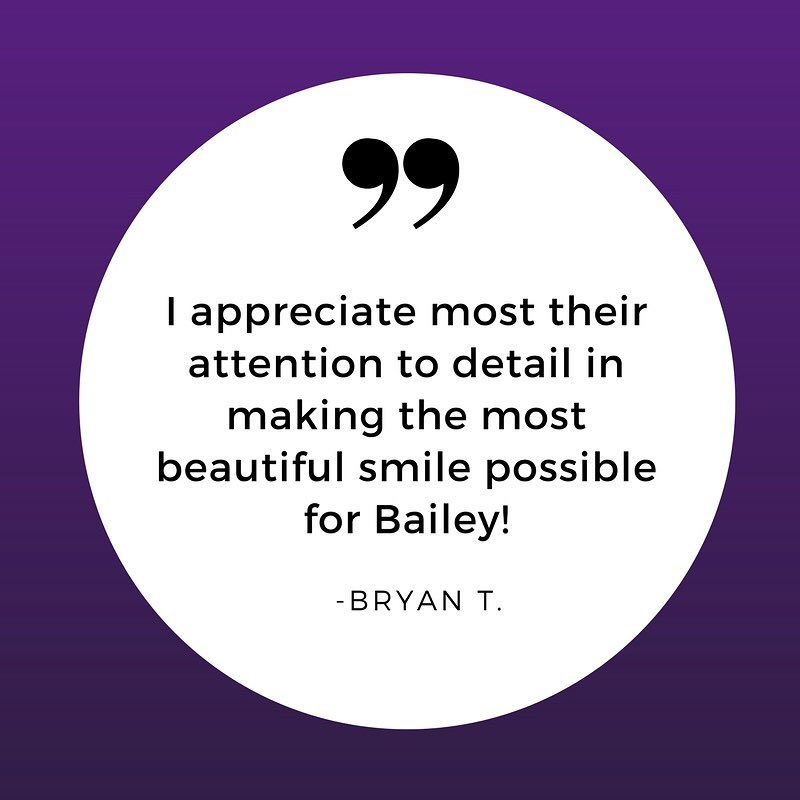 ”
I appreciate most their
attention to detail in
making the most
beautiful smile possible
for Bailey!
-BRYAN T.